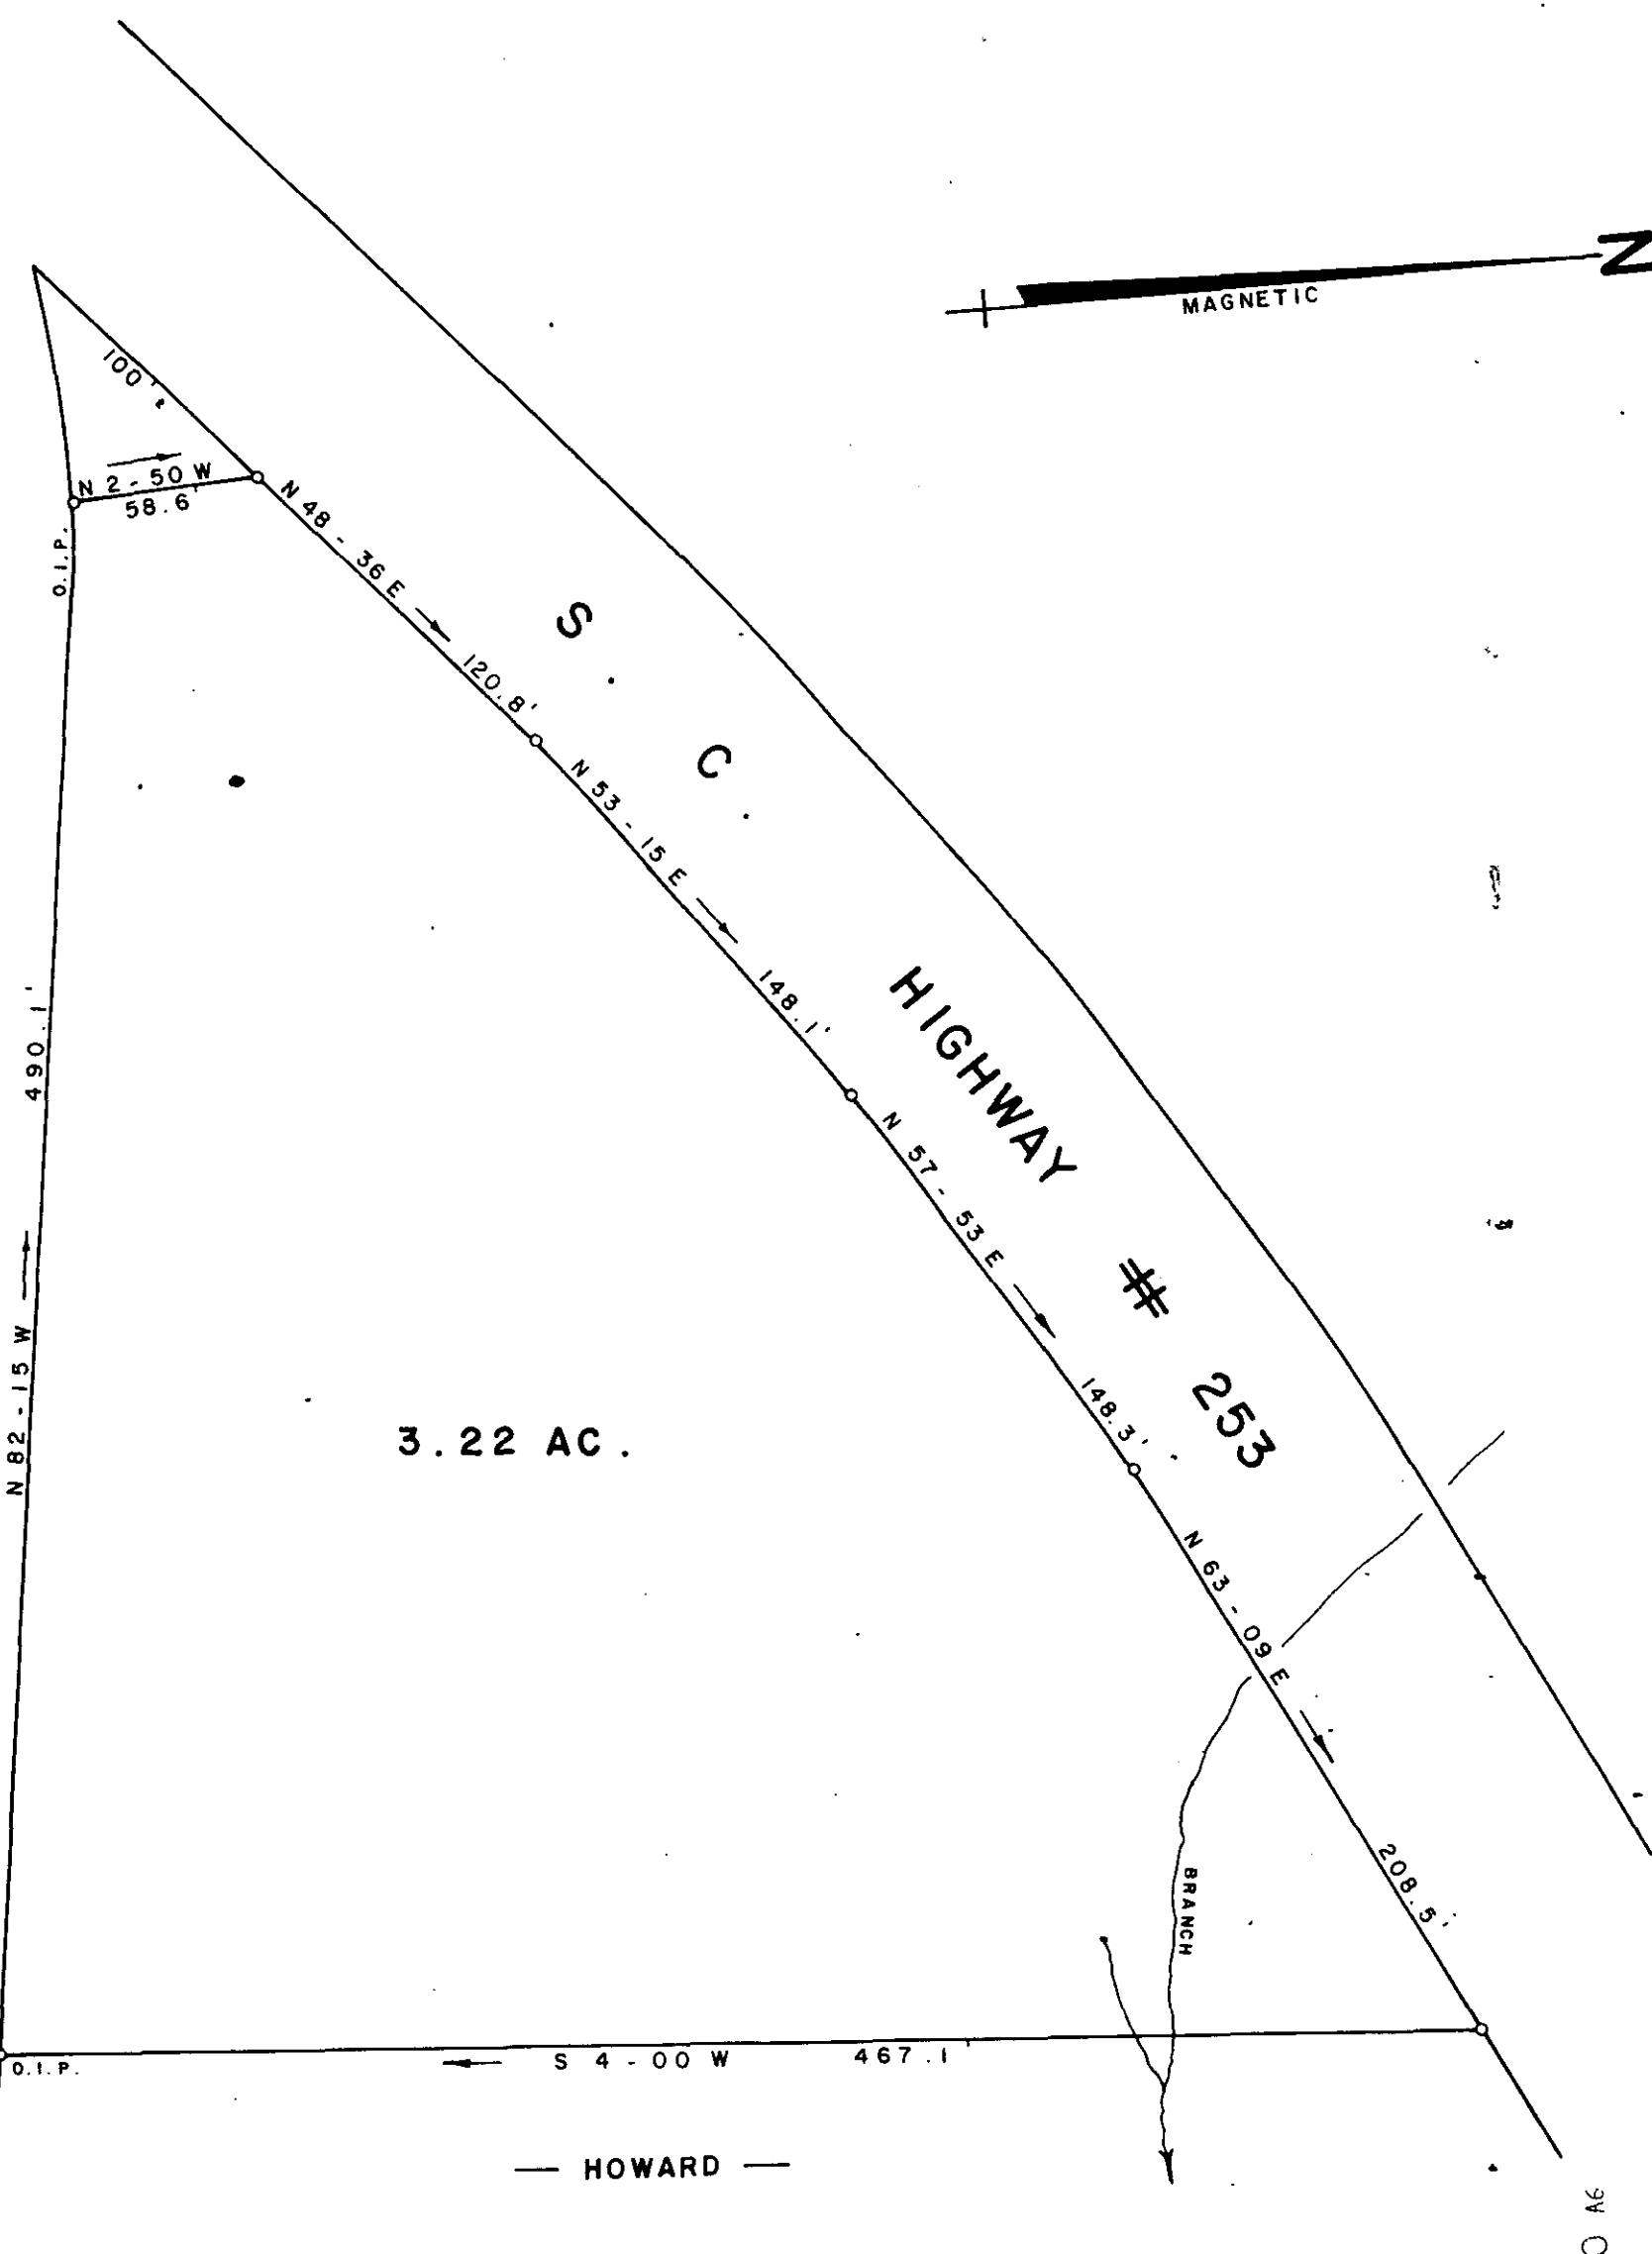 N
MAGNETIC
100'±
N 2-50 W
58.6'
O.I.P.
N 48-36 E
120.8'
S. C. HIGHWAY # 253
N 53-15 E
148.1'
N 57-53 E
148.3'
N 63-09 E
208.5'
490.1'
N 82-15 W
3.22 AC.
BRANCH
O.I.P.
S 4-00 W
467.1'
— HOWARD —
A6